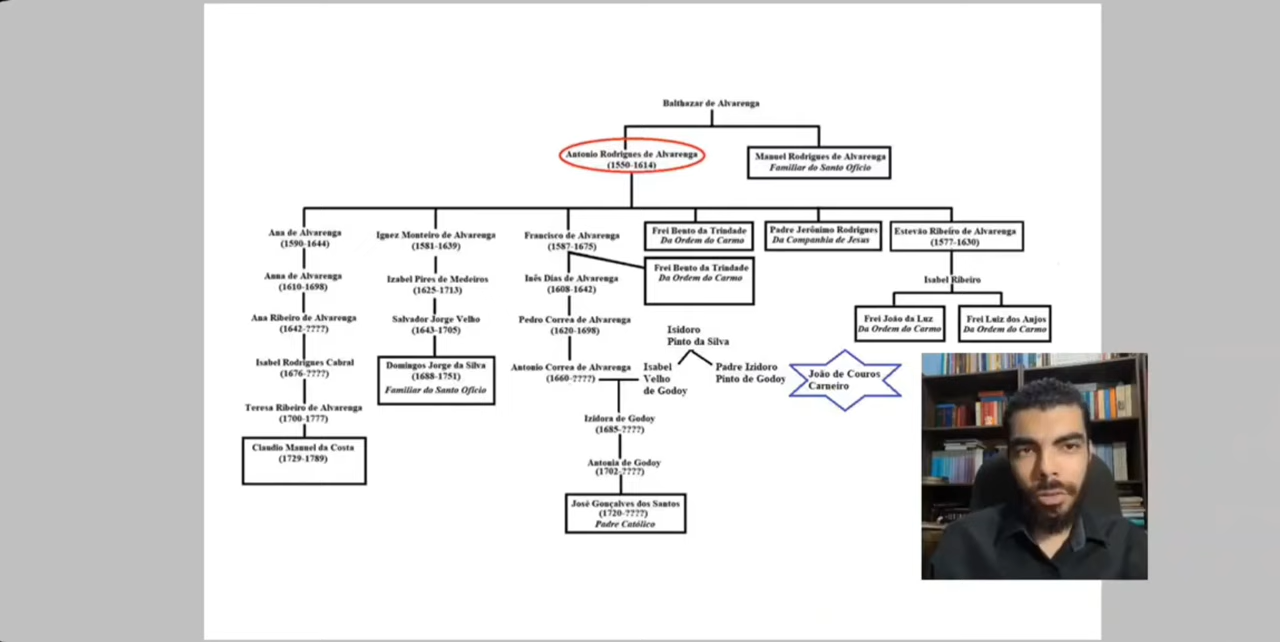 Balthazar de Alvarenga
Antonio Rodrigues de Alvarenga
(1550-1614)
Manuel Rodrigues de Alvarenga
Familiar do Santo Ofício
Ana de Alvarenga
(1590-1644)
Ignez Monteiro de Alvarenga
(1581-1639)
Francisco de Alvarenga
(1587-1675)
Frei Bento da Trindade
Da Ordem do Carmo
Padre Jerônimo Rodrigues
Da Companhia de Jesus
Estevão Ribeiro de Alvarenga
(1577-1630)
Anna de Alvarenga
(1610-1698)
Izabel Pires de Medeiros
(1625-1713)
Inês Dias de Alvarenga
(1608-1642)
Frei Bento da Trindade
Da Ordem do Carmo
Isabel Ribeiro
Ana Ribeiro de Alvarenga
(1642-????)
Salvador Jorge Velho
(1643-1705)
Pedro Correa de Alvarenga
(1620-1698)
Isidoro
Pinto da Silva
Frei João da Luz
Da Ordem do Carmo
Frei Luiz dos Anjos
Da Ordem do Carmo
Isabel Rodrigues Cabral
(1676-????)
Domingos Jorge da Silva
(1688-1751)
Familiar do Santo Ofício
Antonio Correa de Alvarenga
(1660-????)
Isabel
Velho
de Godoy
Padre Izidoro
Pinto de Godoy
João de Couros
Carneiro
Teresa Ribeiro de Alvarenga
(1700-1777)
Izidora de Godoy
(1685-????)
Claudio Manuel da Costa
(1729-1789)
Antonia de Godoy
(1702-????)
José Gonçalves dos Santos
(1720-????)
Padre Católico